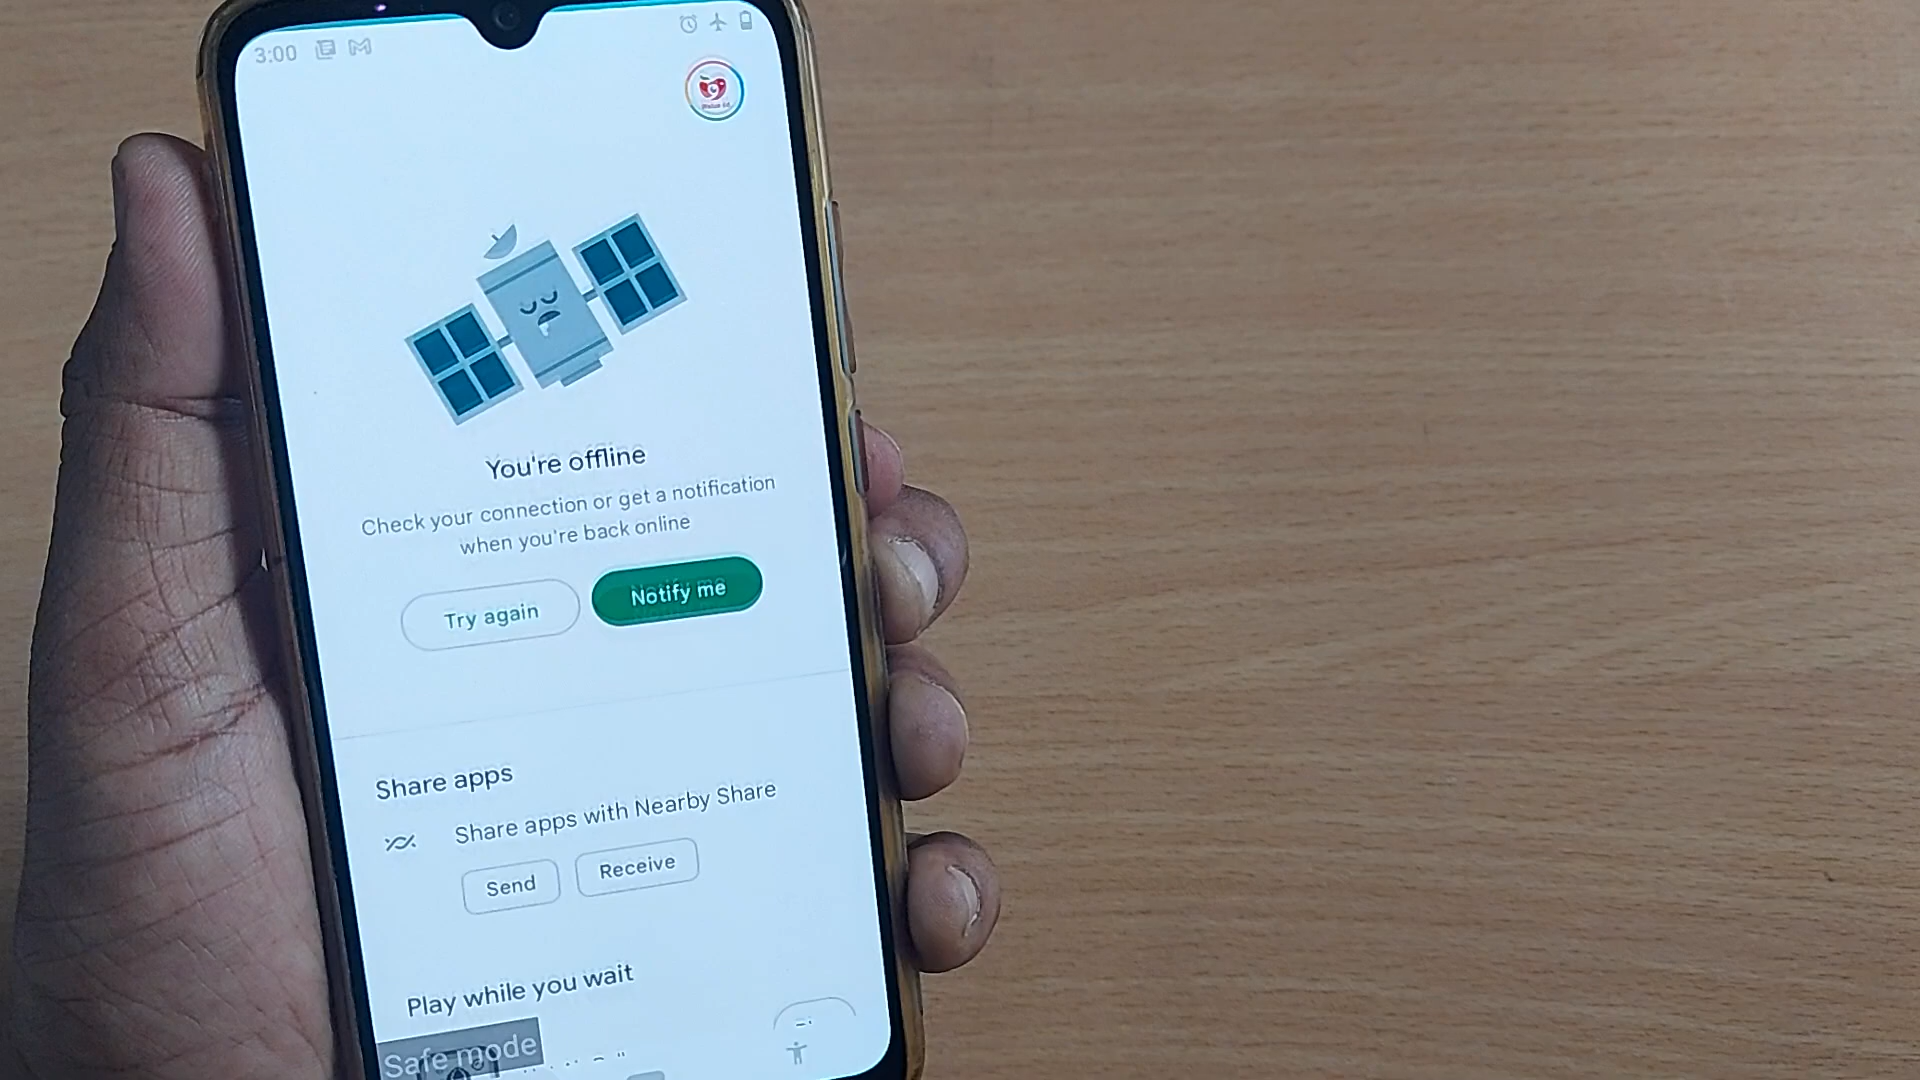 3:00
You're offline
Check your connection or get a notification
when you're back online
Try again
Notify me
Share apps
Share apps with Nearby Share
Send
Receive
Play while you wait
Safe mode